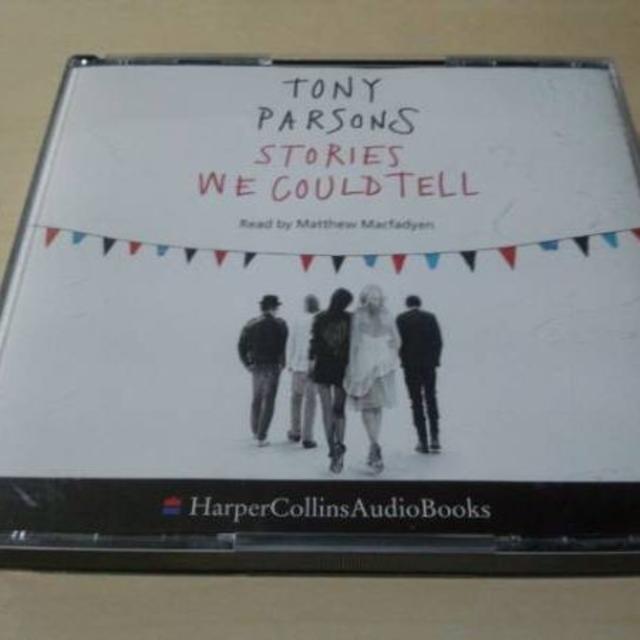 TONY
PARSONS
STORIES
WE COULD TELL
Read by Matthew Macfadyen
HarperCollinsAudioBooks